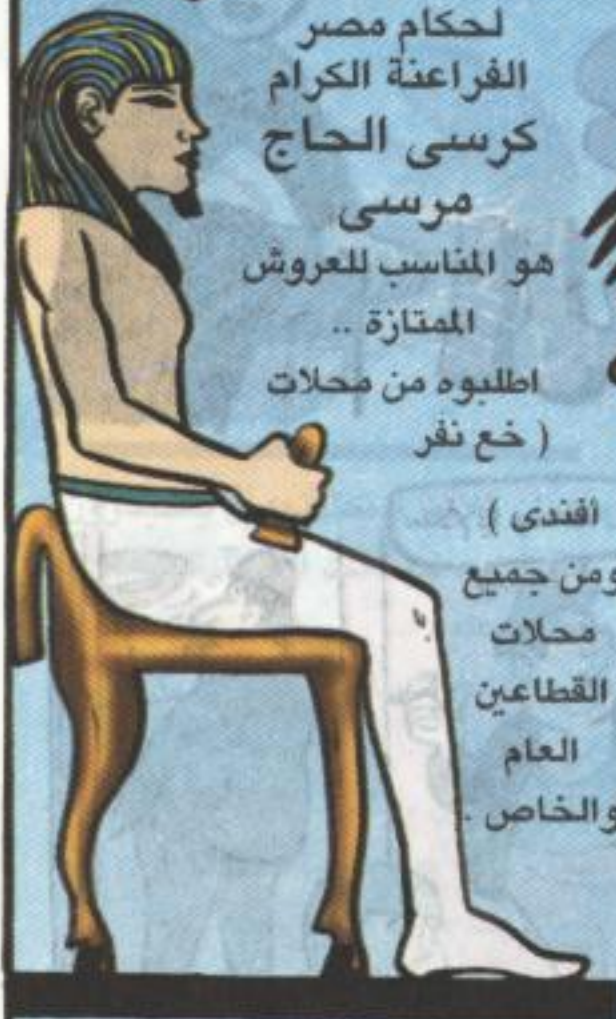 لحكام مصر
الفراعنة الكرام
كرسى الحاج
مرسى
هو المناسب للعروش
الممتازة ..
اطلبوه من محلات
( خع نفر
أفندى )
ومن جميع
محلات
القطاعين
العام
والخاص .